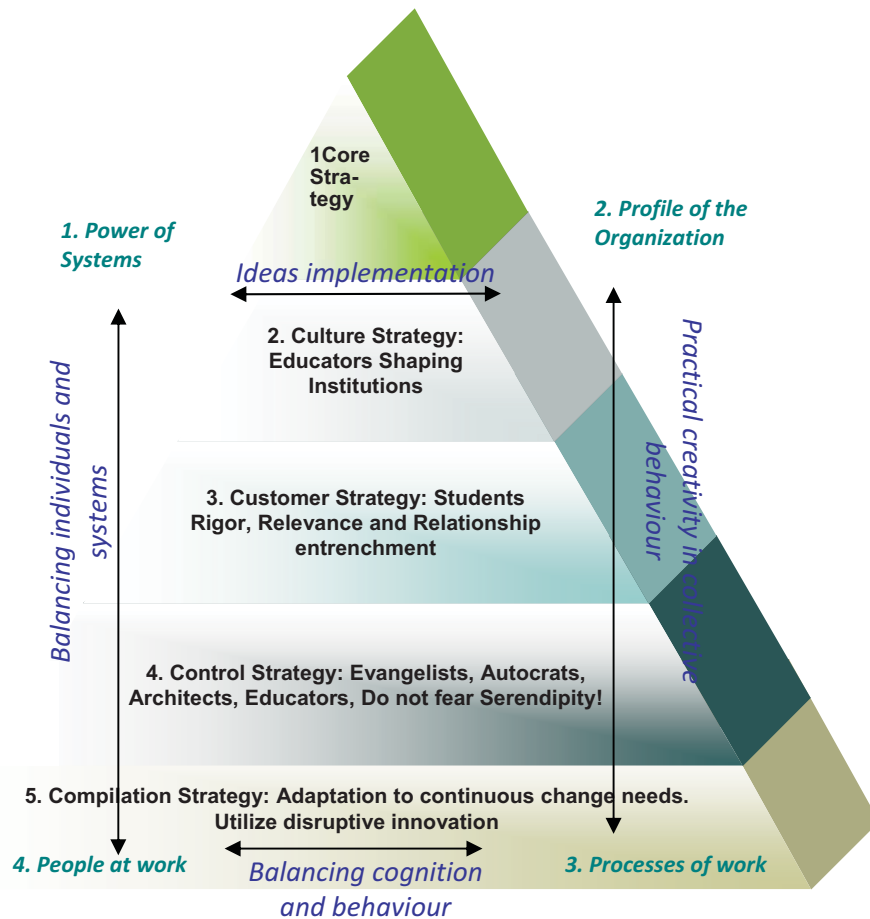 1Core
Stra-
tegy
1. Power of
Systems
2. Profile of the
Organization
Ideas implementation
2. Culture Strategy:
Educators Shaping
Institutions
Balancing individuals and
systems
Practical creativity in collective
behaviour
3. Customer Strategy: Students
Rigor, Relevance and Relationship
entrenchment
4. Control Strategy: Evangelists, Autocrats,
Architects, Educators, Do not fear Serendipity!
5. Compilation Strategy: Adaptation to continuous change needs.
Utilize disruptive innovation
4. People at work
3. Processes of work
Balancing cognition
and behaviour